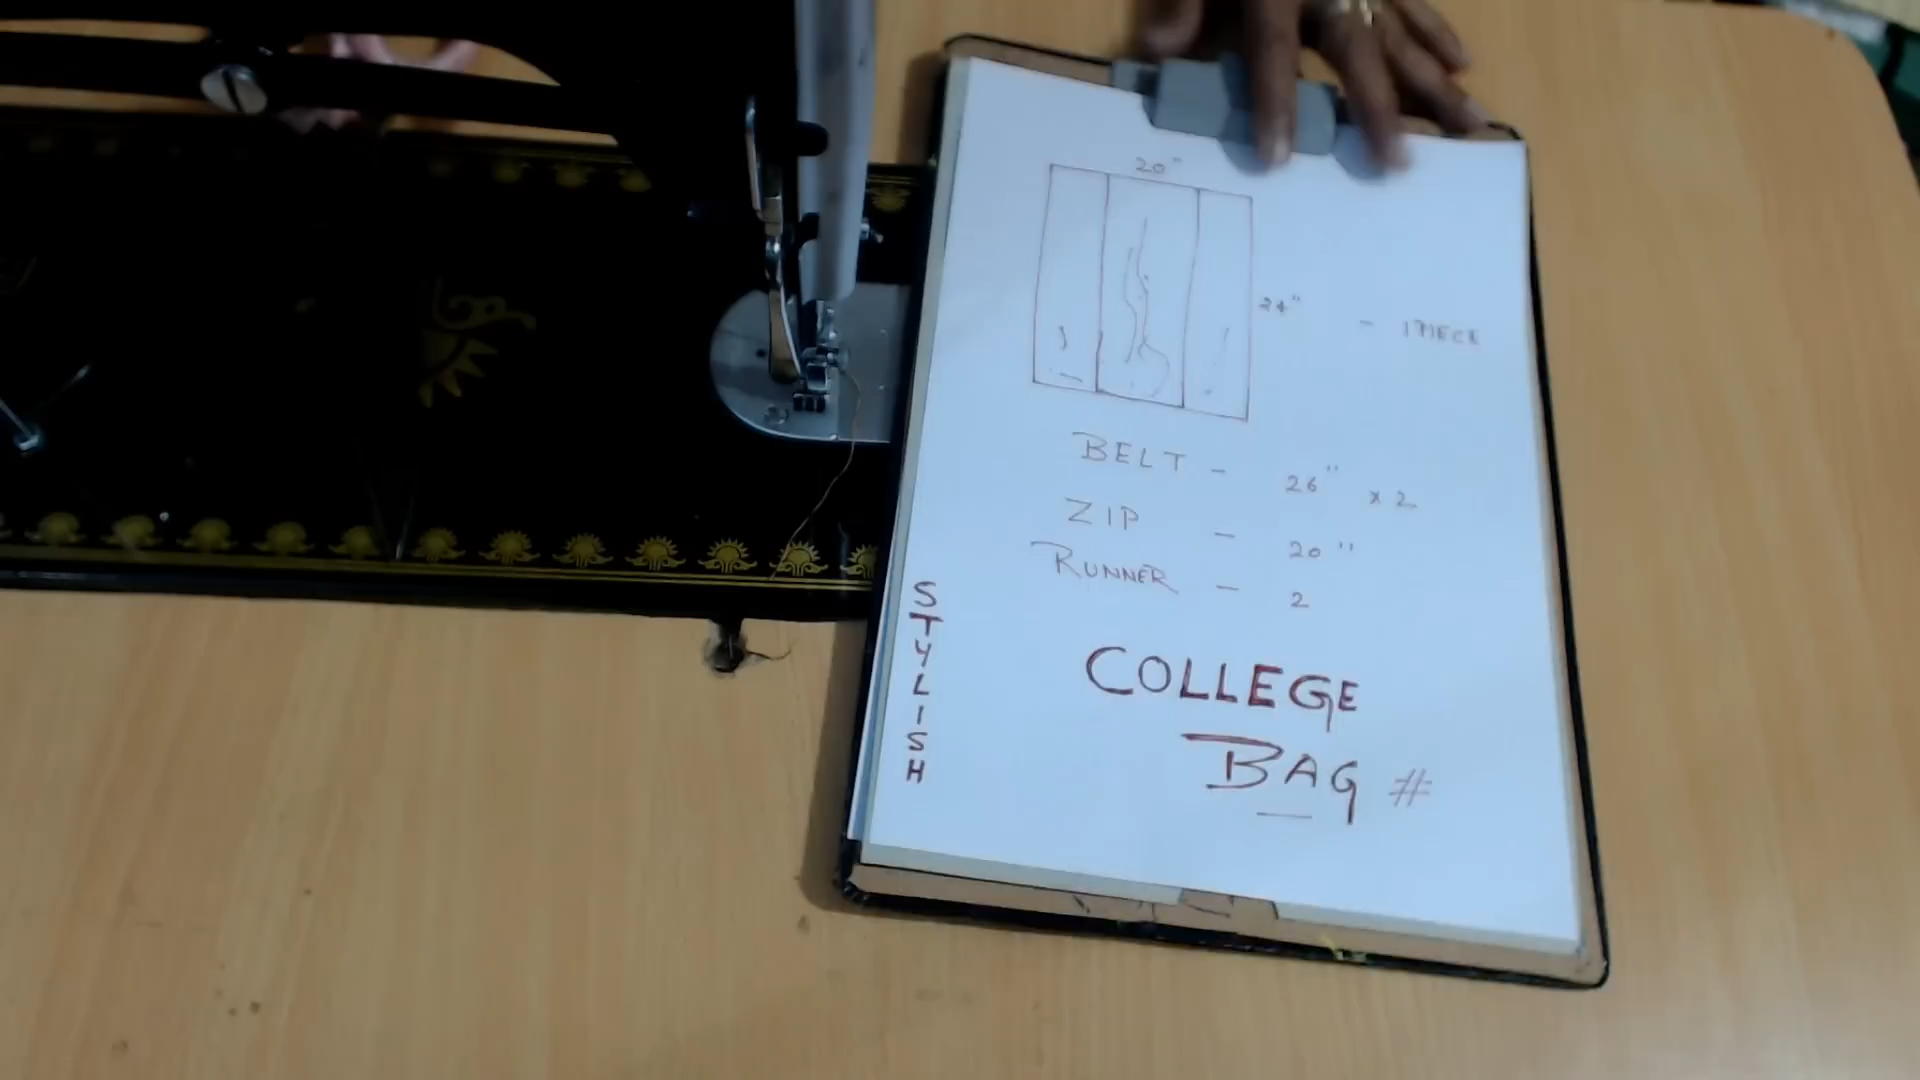 20"
24" - 1 PIECE
BELT - 26" x 2
ZIP - 20"
RUNNER - 2
STYLISH
COLLEGE
BAG #